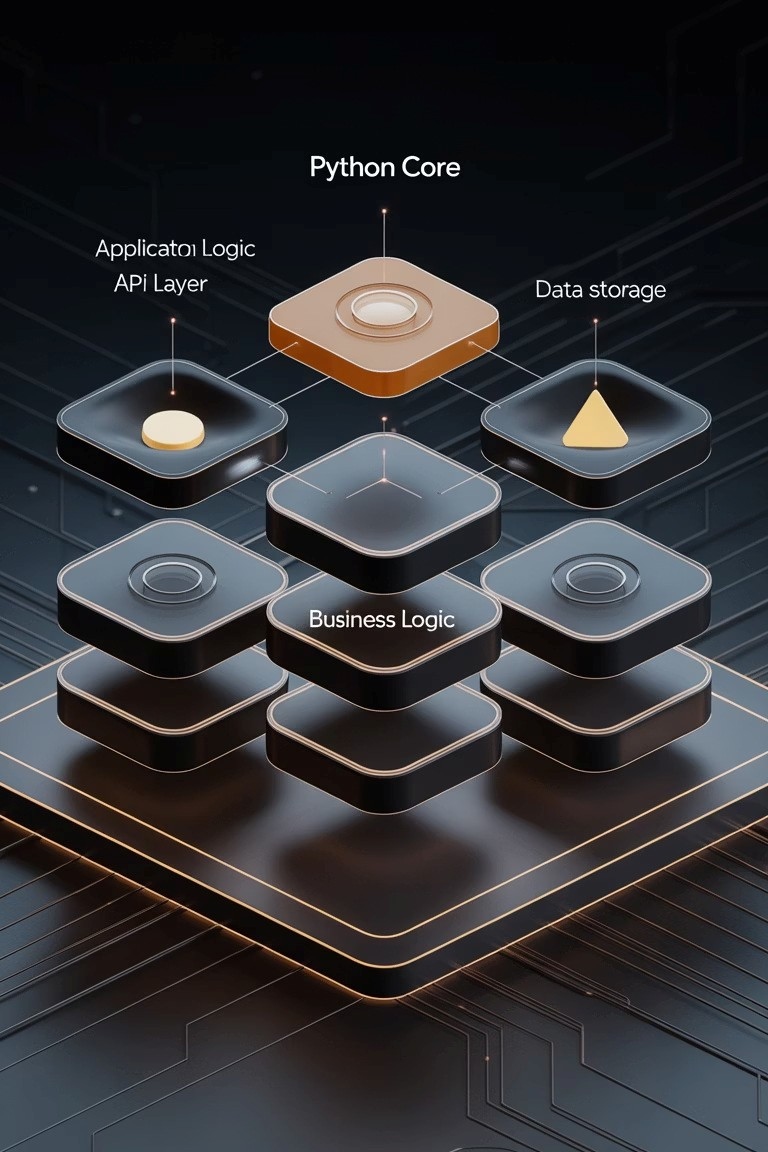 Python Core
Applicatoı Logic
APi Layer
Data storage
Business Logic